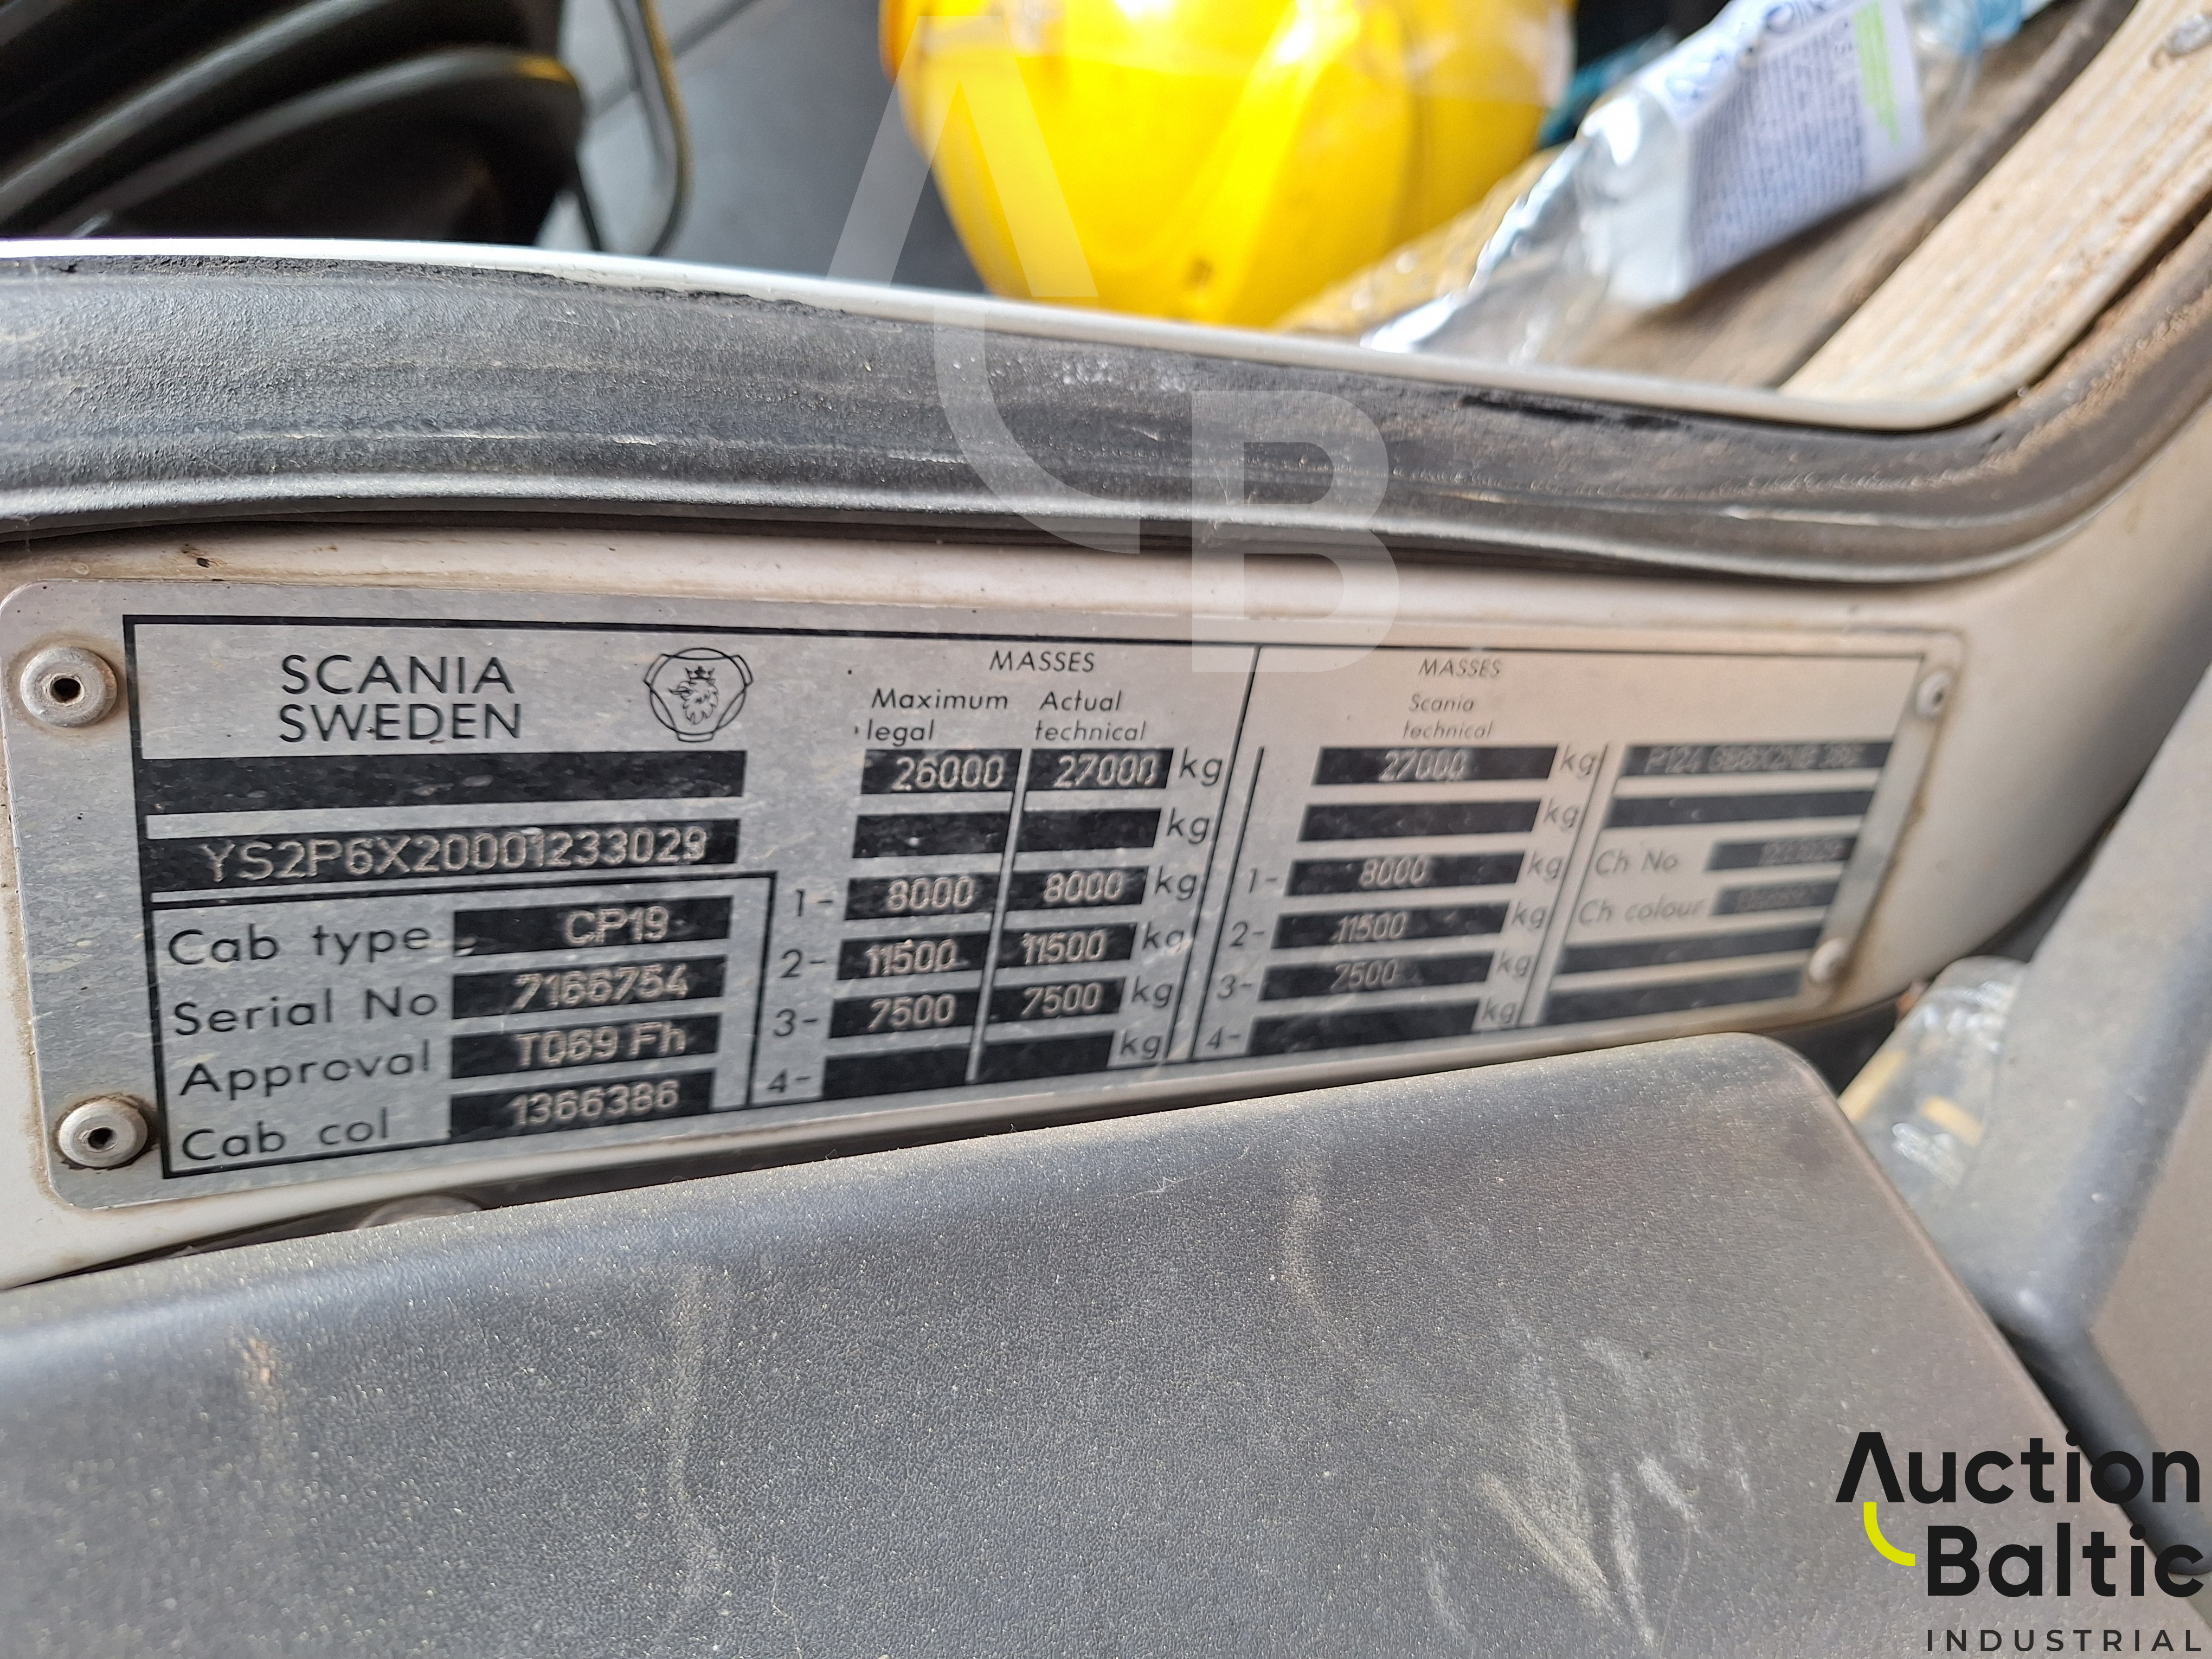 SCANIA
SWEDEN
YS2P6X20001233029
Cab type CP19
Serial No 7166754
Approval T069 Fh
Cab col 1366386
MASSES
Maximum legal Actual technical
26000 27000 kg
kg
1- 8000 8000 kg
2- 11500 11500 kg
3- 7500 7500 kg
4- kg
MASSES
Scania
technical
27000 kg
kg
1- 8000 kg
2- 11500 kg
3- 7500 kg
4- kg
P124
Ch No
Ch colour
AB
Auction
Baltic
INDUSTRIAL